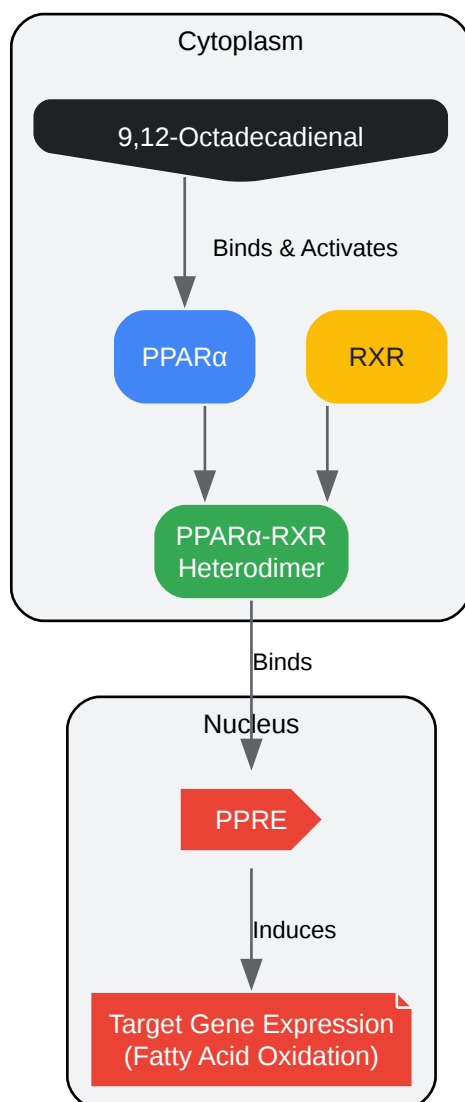 Cytoplasm
9,12-Octadecadienal
Binds & Activates
PPARα
RXR
PPARα-RXR
Heterodimer
Binds
Nucleus
PPRE
Induces
Target Gene Expression
(Fatty Acid Oxidation)